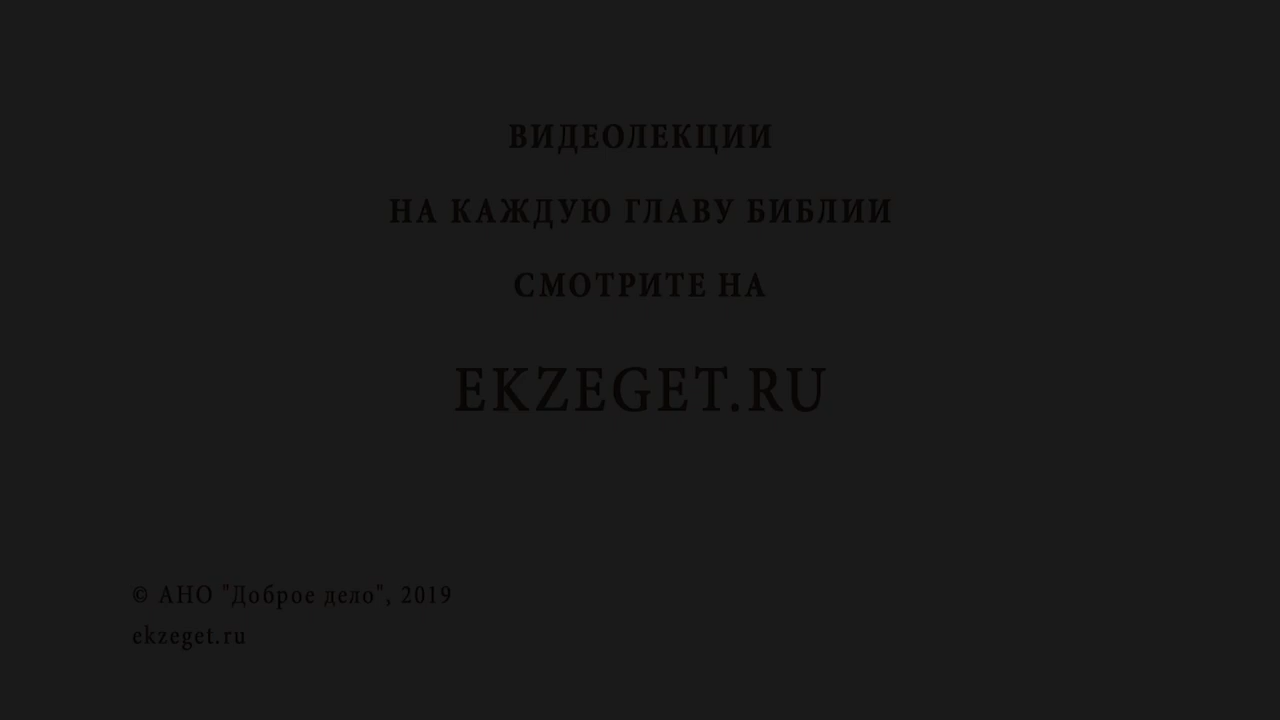 ВИДЕОЛЕКЦИИ
НА КАЖДУЮ ГЛАВУ БИБЛИИ
СМОТРИТЕ НА
EKZEGET.RU
© АНО "Доброе дело", 2019
ekzeget.ru